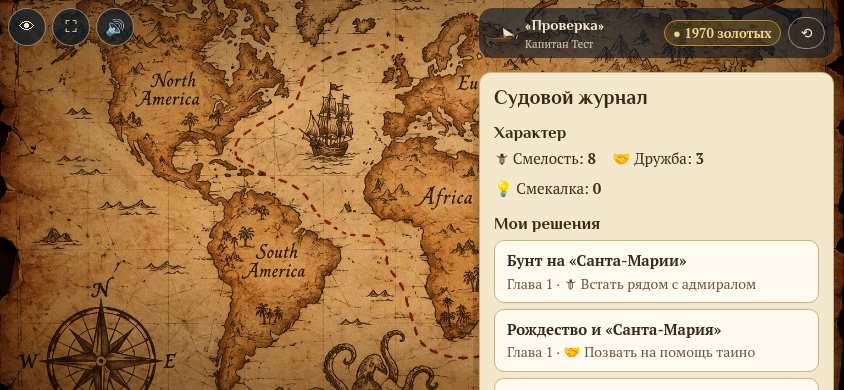 «Проверка»
Капитан Тест
1970 золотых
Судовой журнал
Характер
Смелость: 8 Дружба: 3
Смекалка: 0
Мои решения
Бунт на «Санта-Марии»
Глава 1 · Встать рядом с адмиралом
Рождество и «Санта-Мария»
Глава 1 · Позвать на помощь таино
North
America
Eu
Africa
South
America
N
W
E